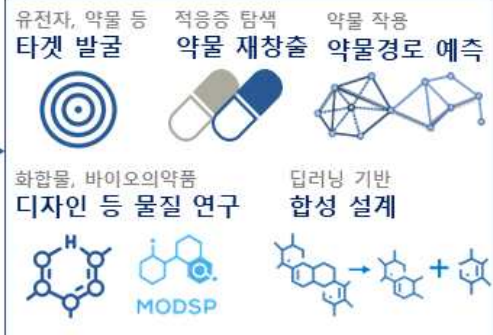 유전자, 약물 등
타겟 발굴
적응증 탐색
약물 재창출
약물 작용
약물경로 예측
화합물, 바이오의약품
디자인 등 물질 연구
H
MODSP
딥러닝 기반
합성 설계
+